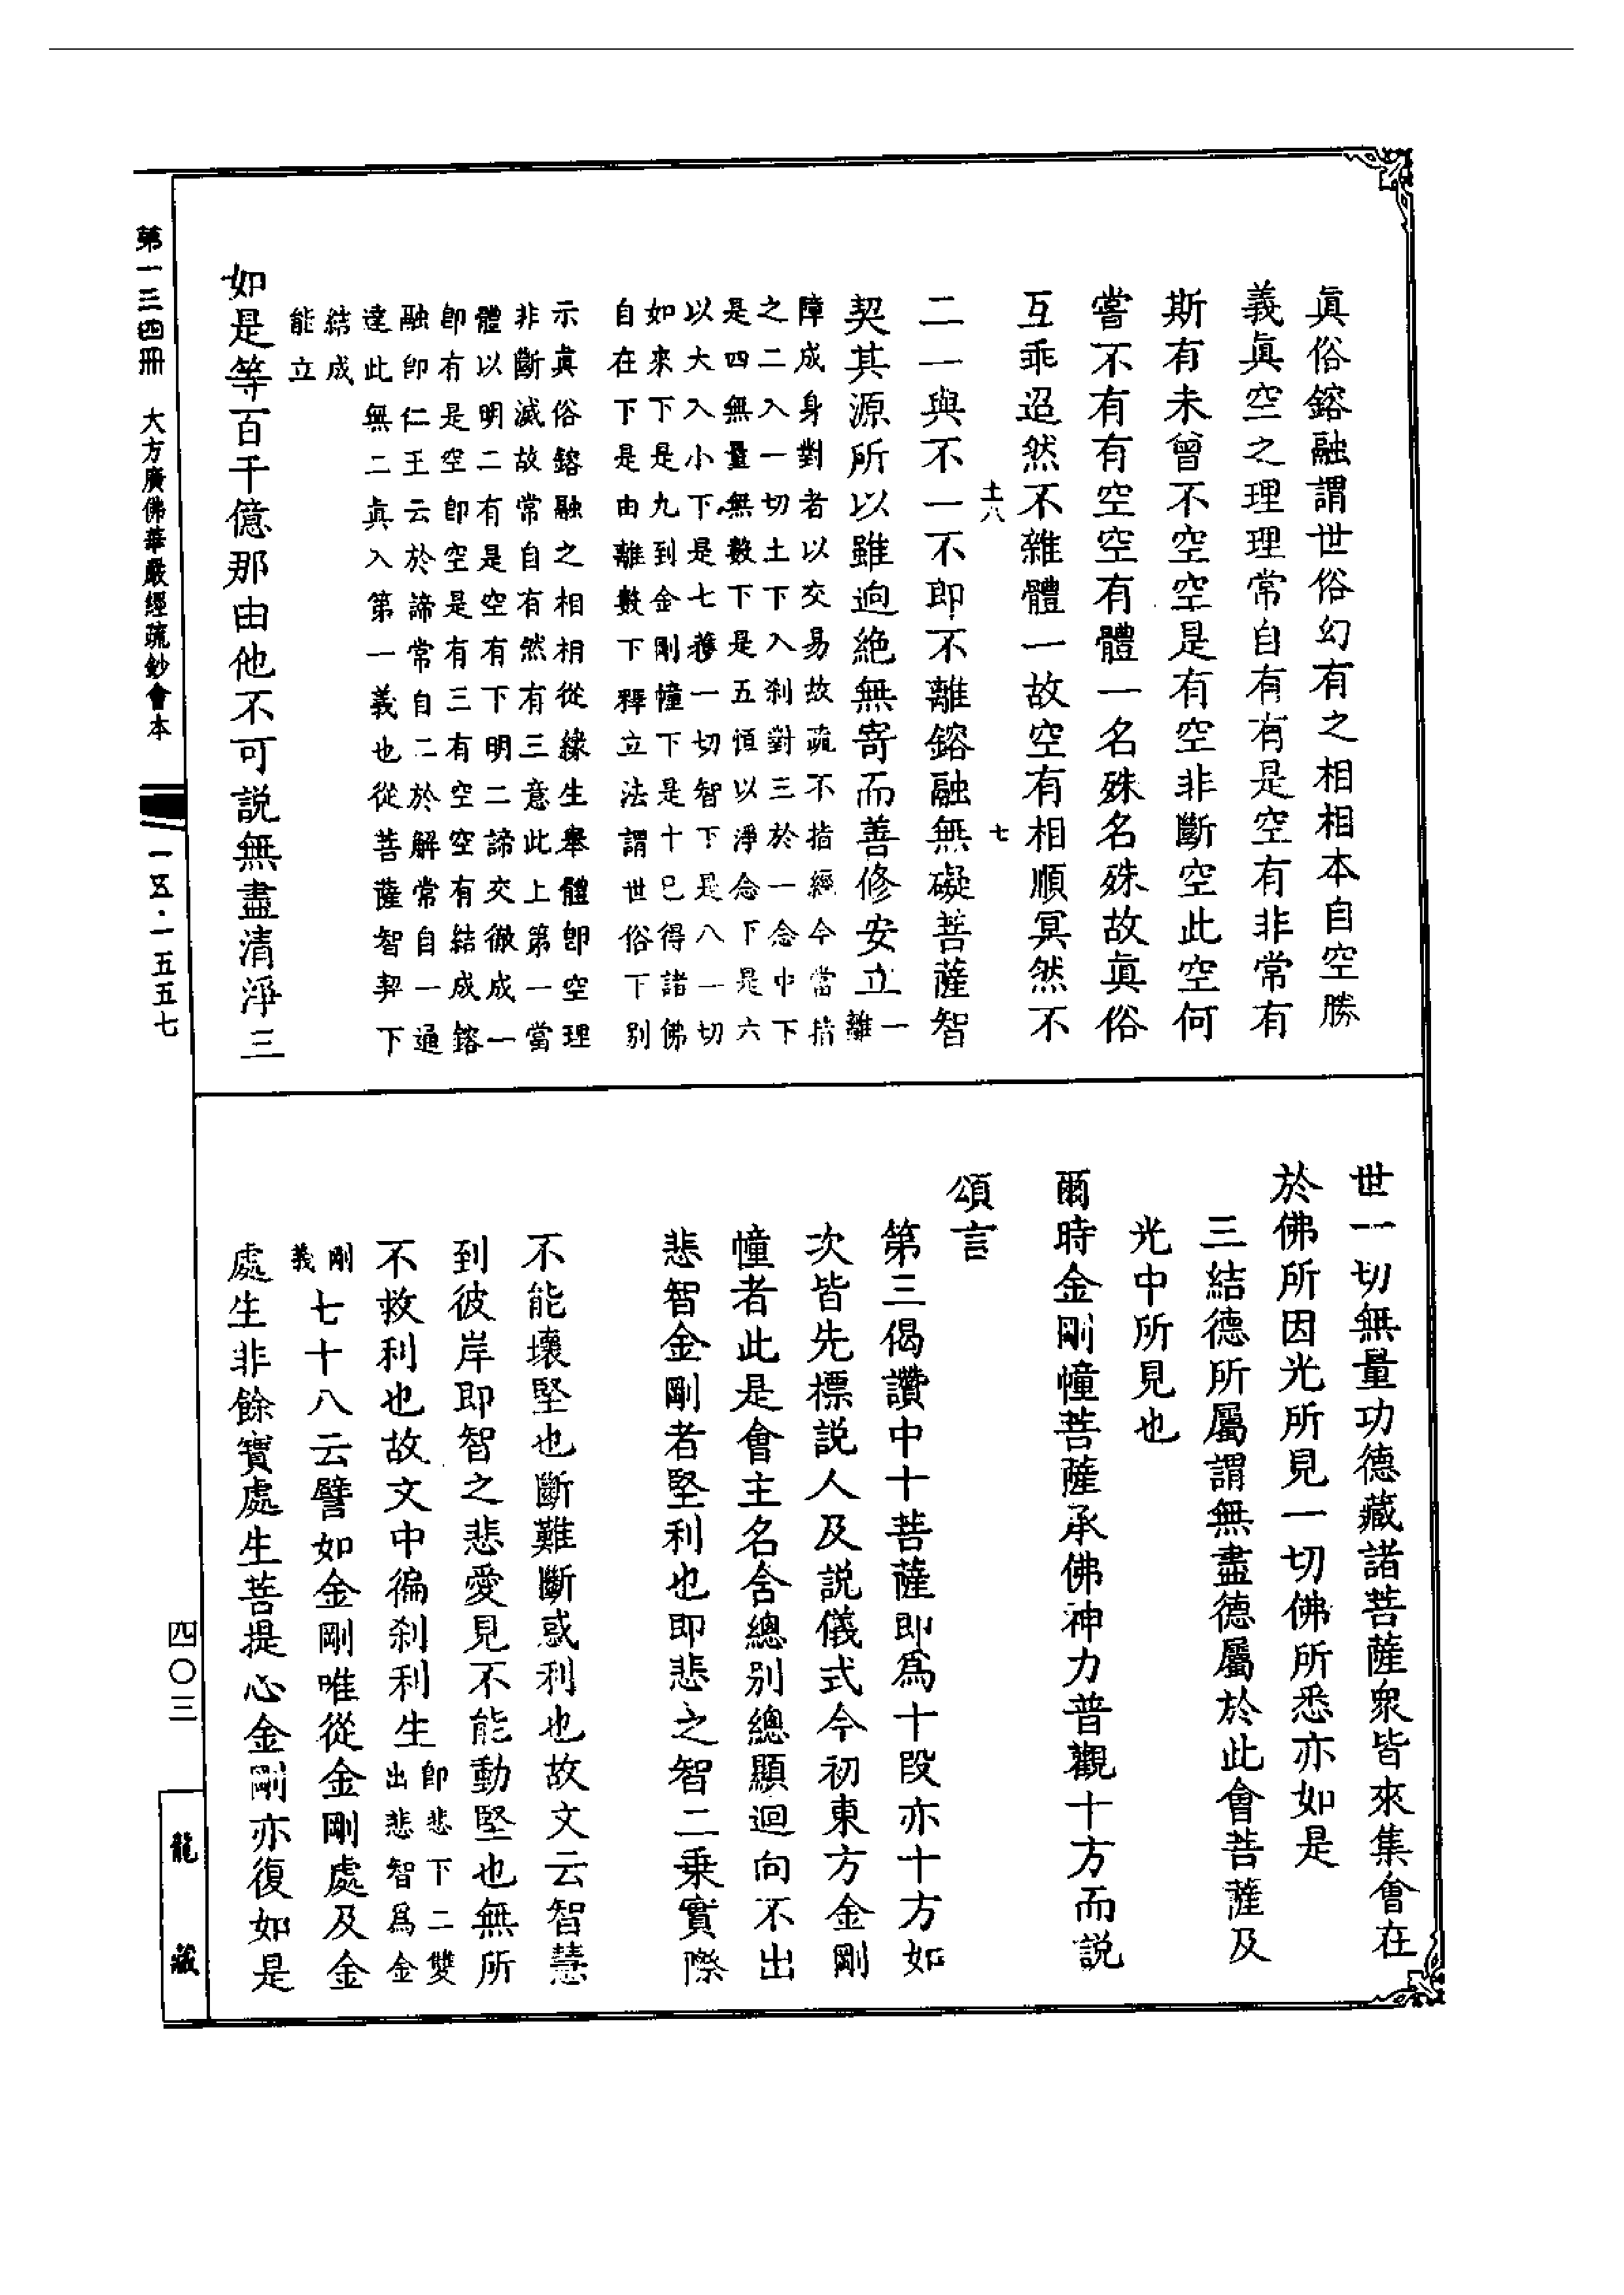 眞俗鎔融謂世俗幻有之相相本自空勝
義眞空之理理常自有有是空有非常有
斯有未曾不空空是有空非斷空此空何
嘗不有有空空有體一名殊名殊故眞俗
互乖迢然不雜體一故空有相順冥然不
土八
七
二一與不一不即不離鎔融無礙菩薩智
契其源所以雖迥絶無寄而善修安立一
離
障成身對者以交易故疏不指經今當指
之二入一切土下入刹對三於一念中下
是四無量無數下是五恒以淨念下是六
以大入小下是七獲一切智下是八一切
如來下是九到金剛幢下是十已得諸佛
自在下是由離數下釋立法謂世俗下别
示眞俗鎔融之相相從緣生舉體卽空理
非斷滅故常自有然有三意此上第一當
體以明二有是空有下明二諦交徹成一
卽有是空卽空是有三有空空有結成鎔
融卽仁王云於諦常自二於解常自一通
達此無二眞入第一義也從菩薩智契下
結成
能立
如是等百千億那由他不可説無盡清淨三
世一切無量功德藏諸菩薩衆皆來集會在
於佛所因光所見一切佛所悉亦如是
三結德所屬謂無盡德屬於此會菩薩及
光中所見也
爾時金剛幢菩薩承佛神力普觀十方而説
頌言
第三偈讚中十菩薩即爲十段亦十方如
次皆先標説人及説儀式今初東方金剛
幢者此是會主名含總别總顯迴向不出
悲智金剛者堅利也即悲之智二乘實際
不能壞堅也斷難斷惑利也故文云智慧
到彼岸即智之悲愛見不能動堅也無所
不救利也故文中徧刹利生卽悲下二雙
出悲智爲金
剛
義
七十八云譬如金剛唯從金剛處及金
處生非餘寶處生菩提心金剛亦復如是
第一三四冊　大方廣佛華嚴經疏鈔會本
一五·一五五七
四〇三
龍藏